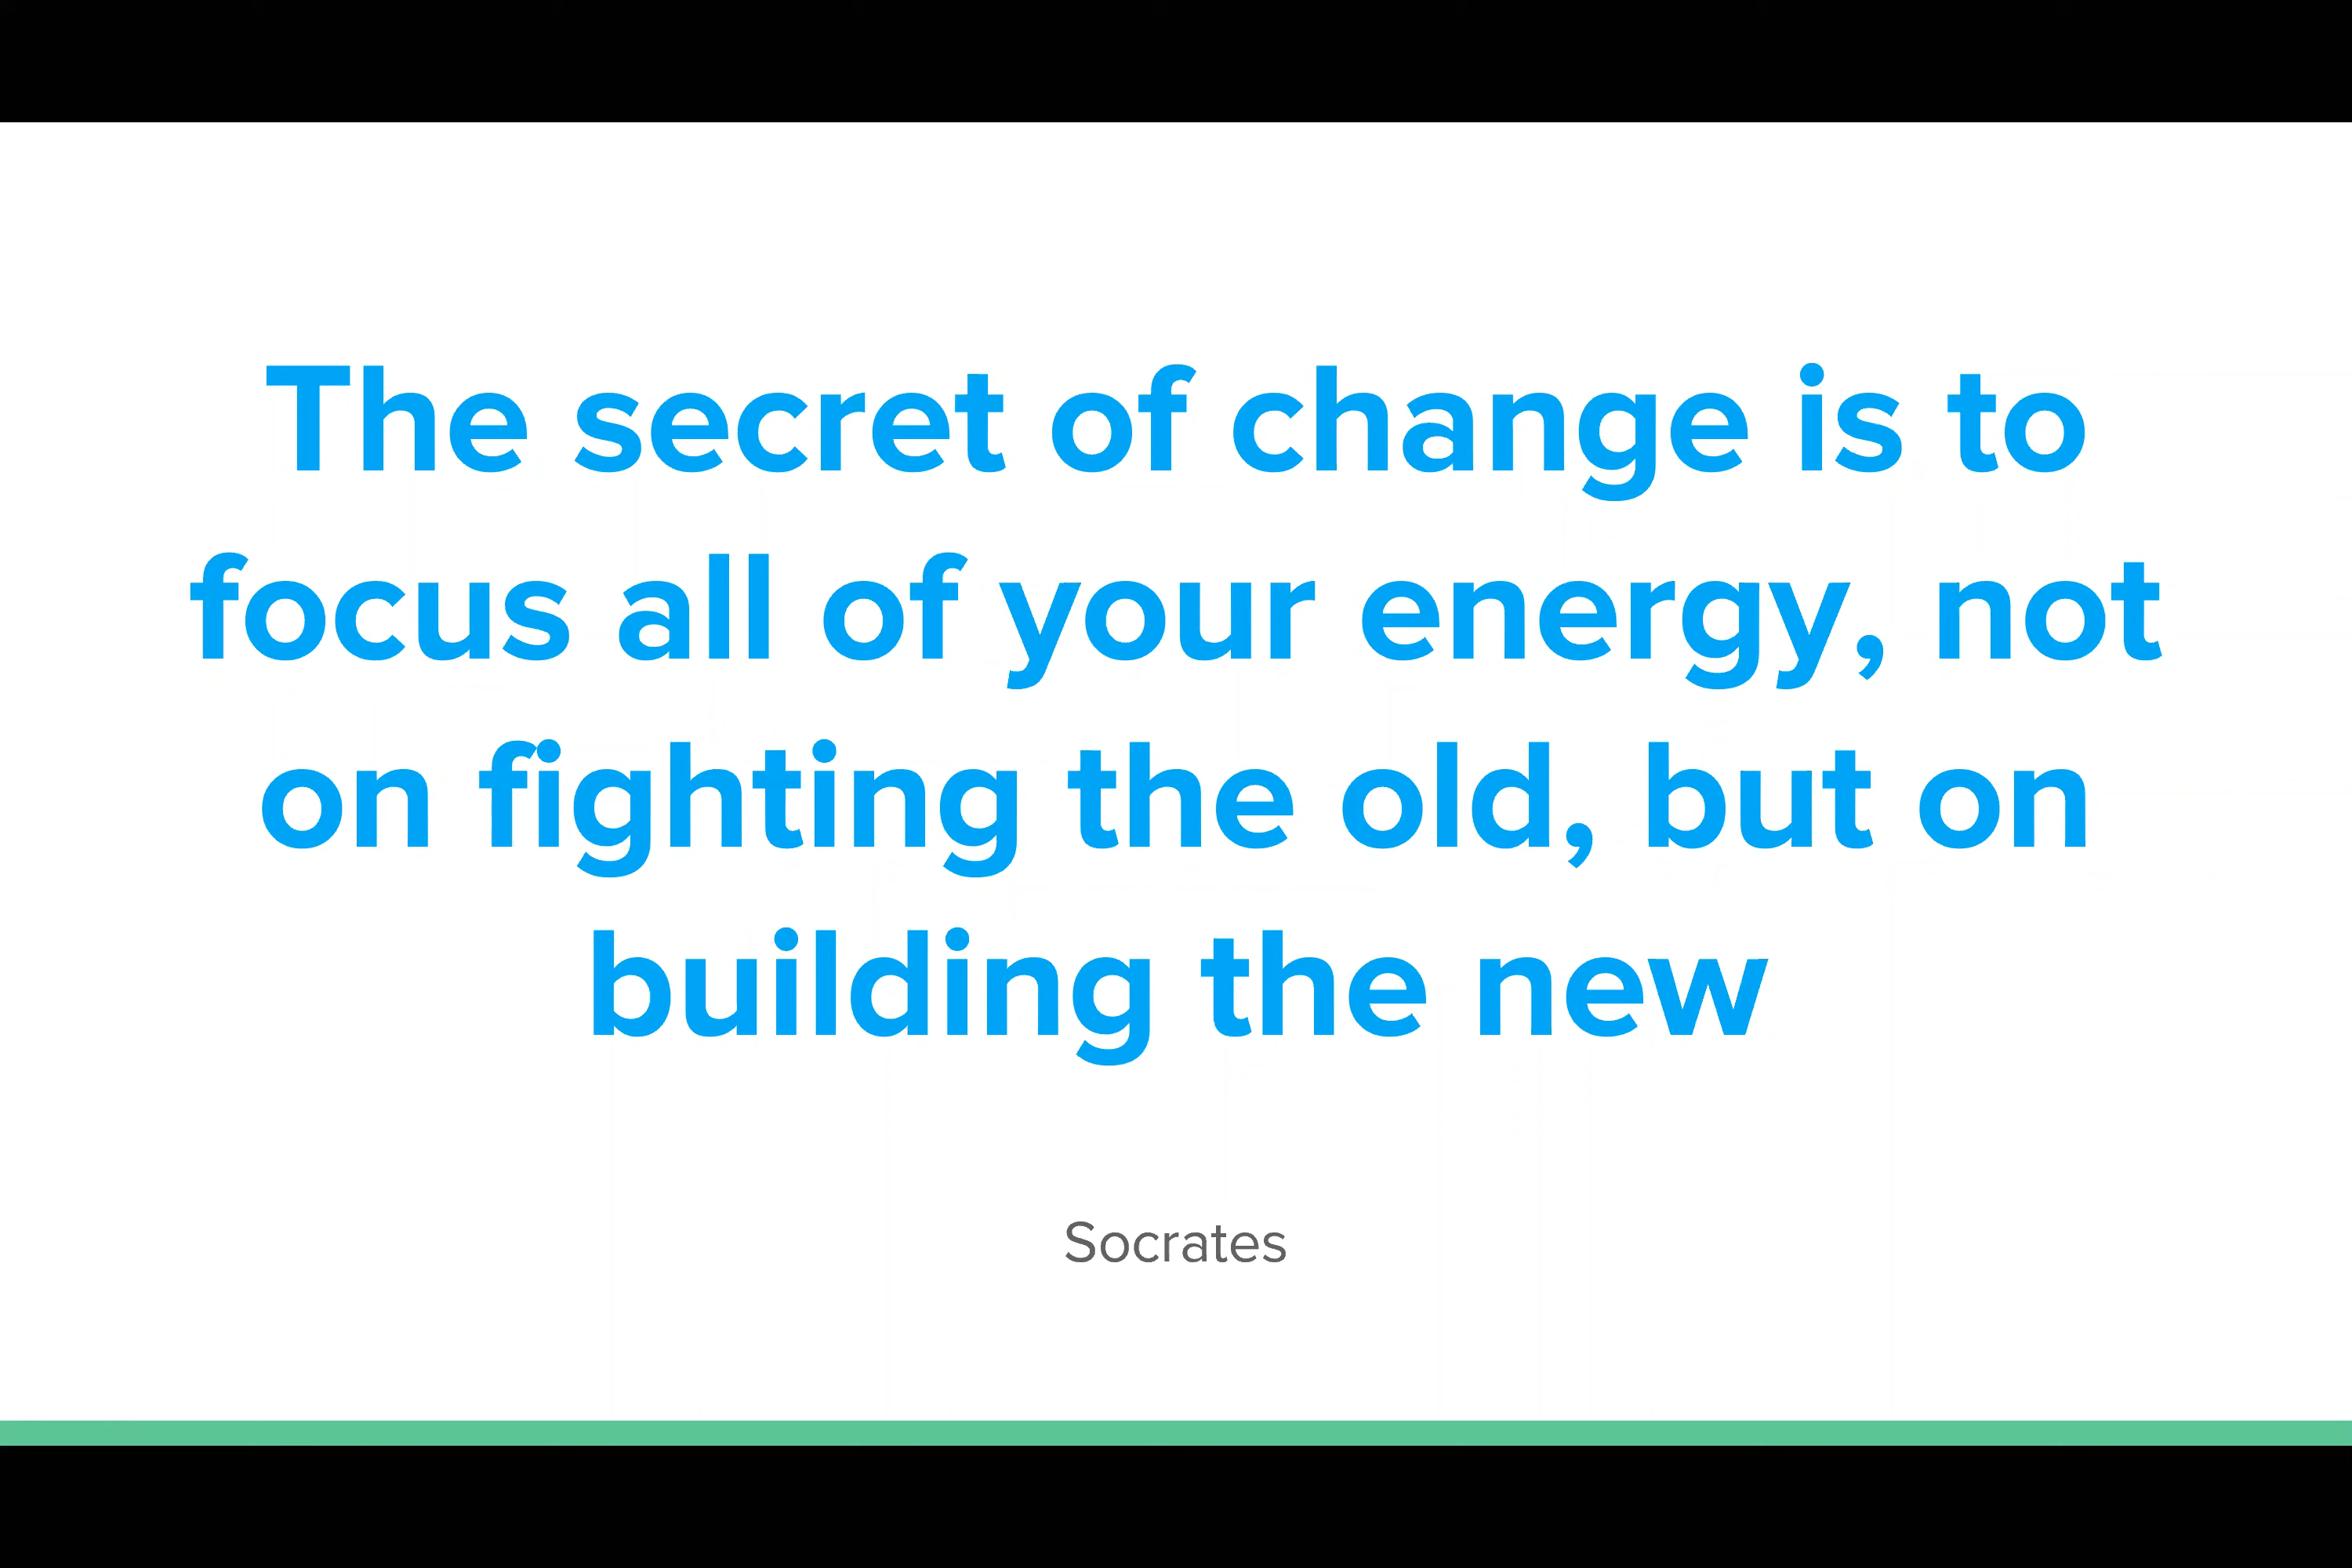 The secret of change is to
focus all of your energy, not
on fighting the old, but on
building the new
Socrates